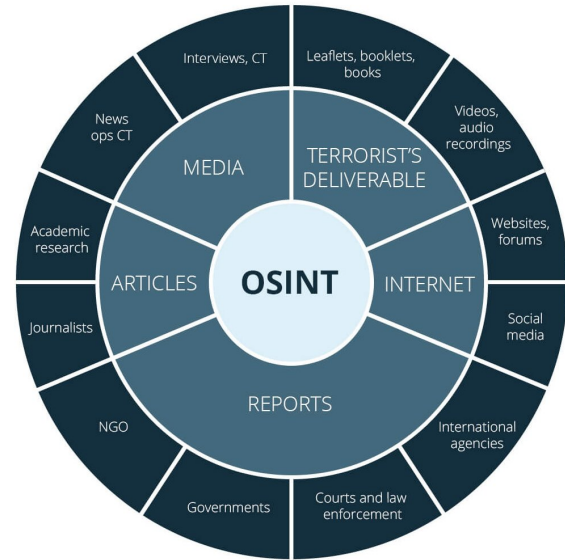 Interviews, CT
Leaflets, booklets,
books
News
ops CT
Videos,
audio
recordings
MEDIA
TERRORIST'S
DELIVERABLE
Academic
research
Websites,
forums
ARTICLES
OSINT
INTERNET
Journalists
Social
media
REPORTS
NGO
International
agencies
Governments
Courts and law
enforcement